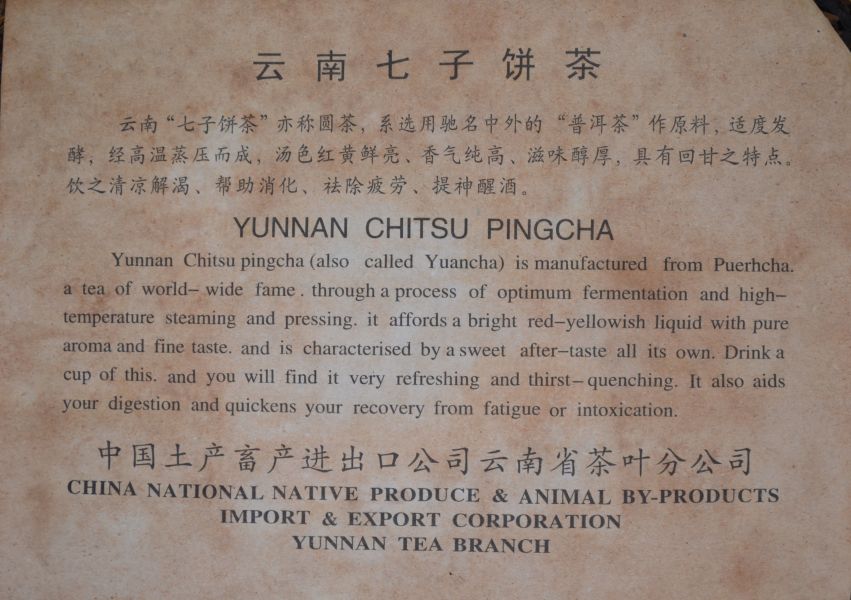 云南七子饼茶
云南“七子饼茶”亦称圆茶，系选用驰名中外的“普洱茶”作原料，适度发
酵，经高温蒸压而成，汤色红黄鲜亮、香气纯高、滋味醇厚，具有回甘之特点。
饮之清凉解渴、帮助消化、祛除疲劳、提神醒酒。
YUNNAN CHITSU PINGCHA
Yunnan Chitsu pingcha (also called Yuancha) is manufactured from Puerhcha.
a tea of world-wide fame. through a process of optimum fermentation and high-
temperature steaming and pressing. it affords a bright red-yellowish liquid with pure
aroma and fine taste. and is characterised by a sweet after-taste all its own. Drink a
cup of this. and you will find it very refreshing and thirst-quenching. It also aids
your digestion and quickens your recovery from fatigue or intoxication.
中国土产畜产进出口公司云南省茶叶分公司
CHINA NATIONAL NATIVE PRODUCE & ANIMAL BY-PRODUCTS
IMPORT & EXPORT CORPORATION
YUNNAN TEA BRANCH